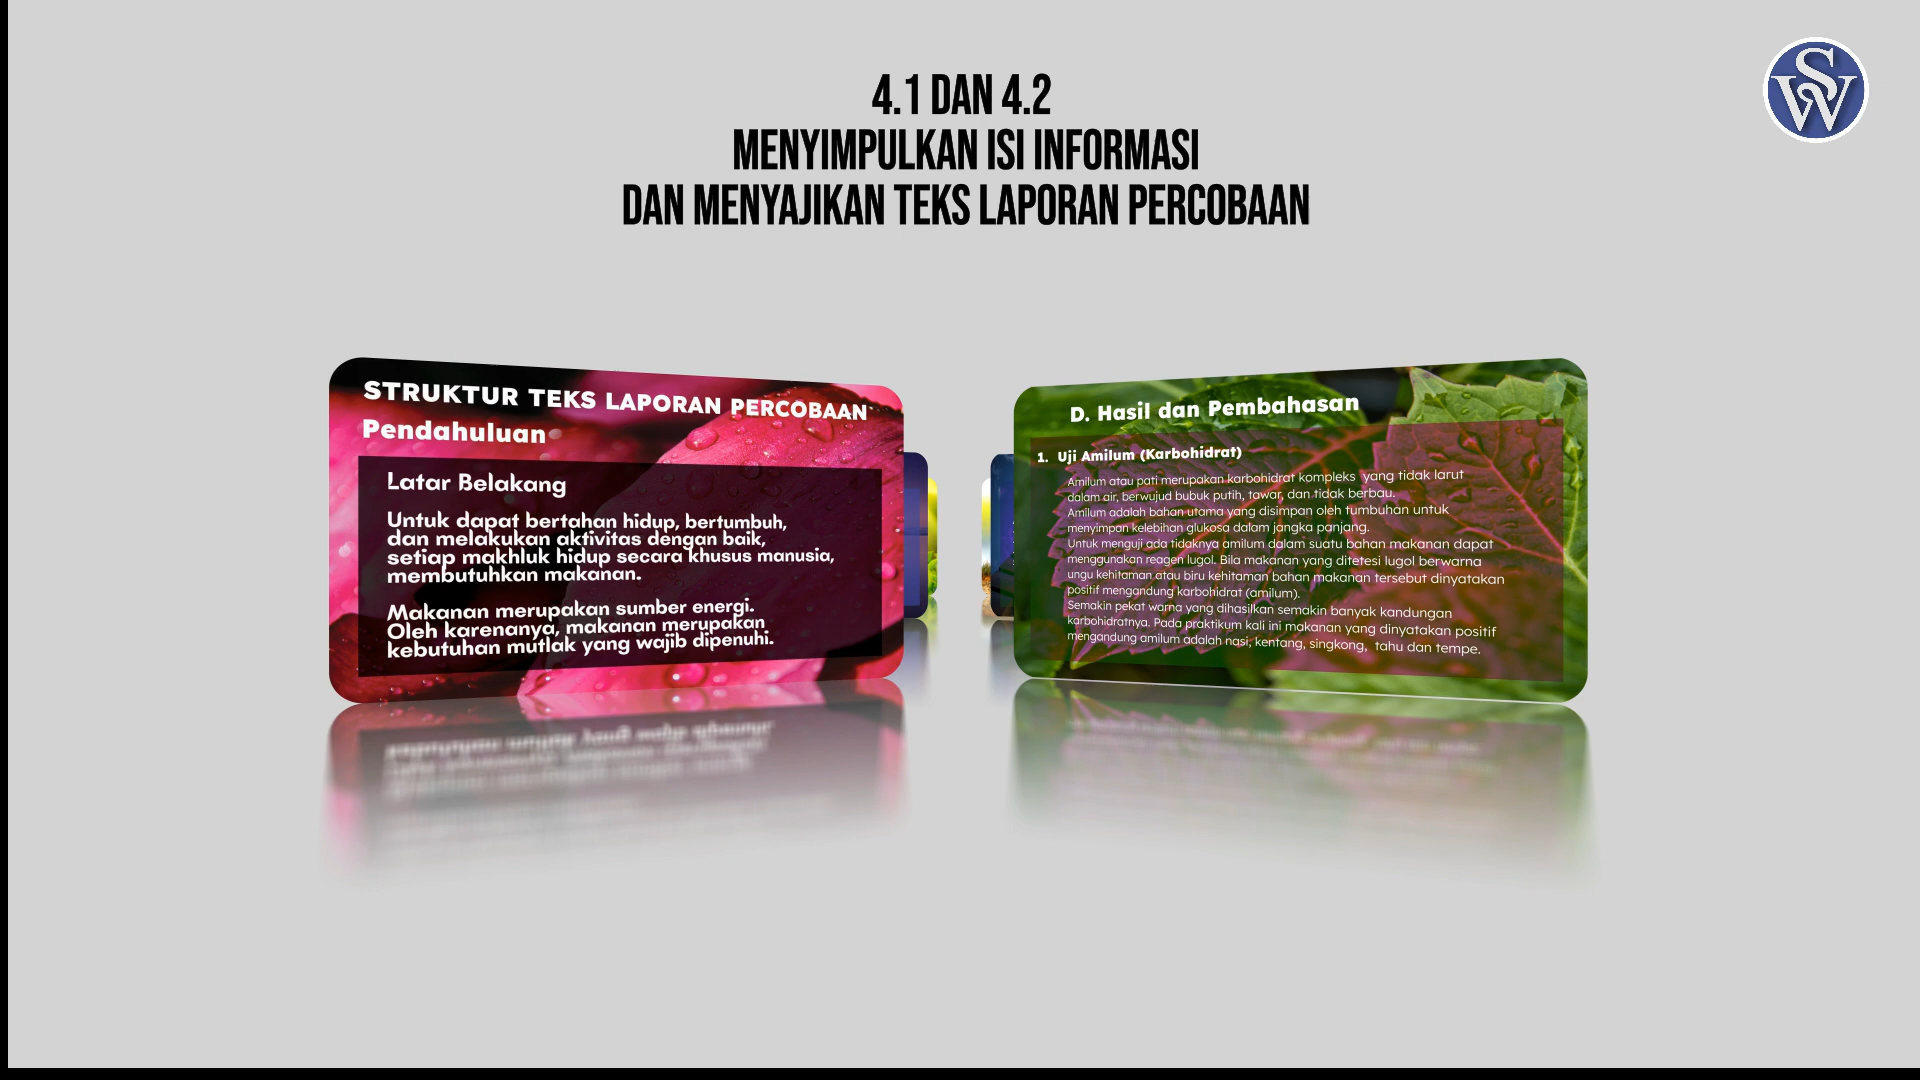 4.1 DAN 4.2
MENYIMPULKAN ISI INFORMASI
DAN MENYAJIKAN TEKS LAPORAN PERCOBAAN
SW
STRUKTUR TEKS LAPORAN PERCOBAAN
Pendahuluan
Latar Belakang
Untuk dapat bertahan hidup, bertumbuh,
dan melakukan aktivitas dengan baik,
setiap makhluk hidup secara khusus manusia,
membutuhkan makanan.
Makanan merupakan sumber energi.
Oleh karenanya, makanan merupakan
kebutuhan mutlak yang wajib dipenuhi.
D. Hasil dan Pembahasan
1. Uji Amilum (Karbohidrat)
Amilum atau pati merupakan karbohidrat kompleks yang tidak larut
dalam air, berwujud bubuk putih, tawar, dan tidak berbau.
Amilum adalah bahan utama yang disimpan oleh tumbuhan untuk
menyimpan kelebihan glukosa dalam jangka panjang.
Untuk menguji ada tidaknya amilum dalam suatu bahan makanan dapat
menggunakan reagen lugol. Bila makanan yang ditetesi lugol berwarna
ungu kehitaman atau biru kehitaman bahan makanan tersebut dinyatakan
positif mengandung karbohidrat (amilum).
Semakin pekat warna yang dihasilkan semakin banyak kandungan
karbohidratnya. Pada praktikum kali ini makanan yang dinyatakan positif
mengandung amilum adalah nasi, kentang, singkong, tahu dan tempe.